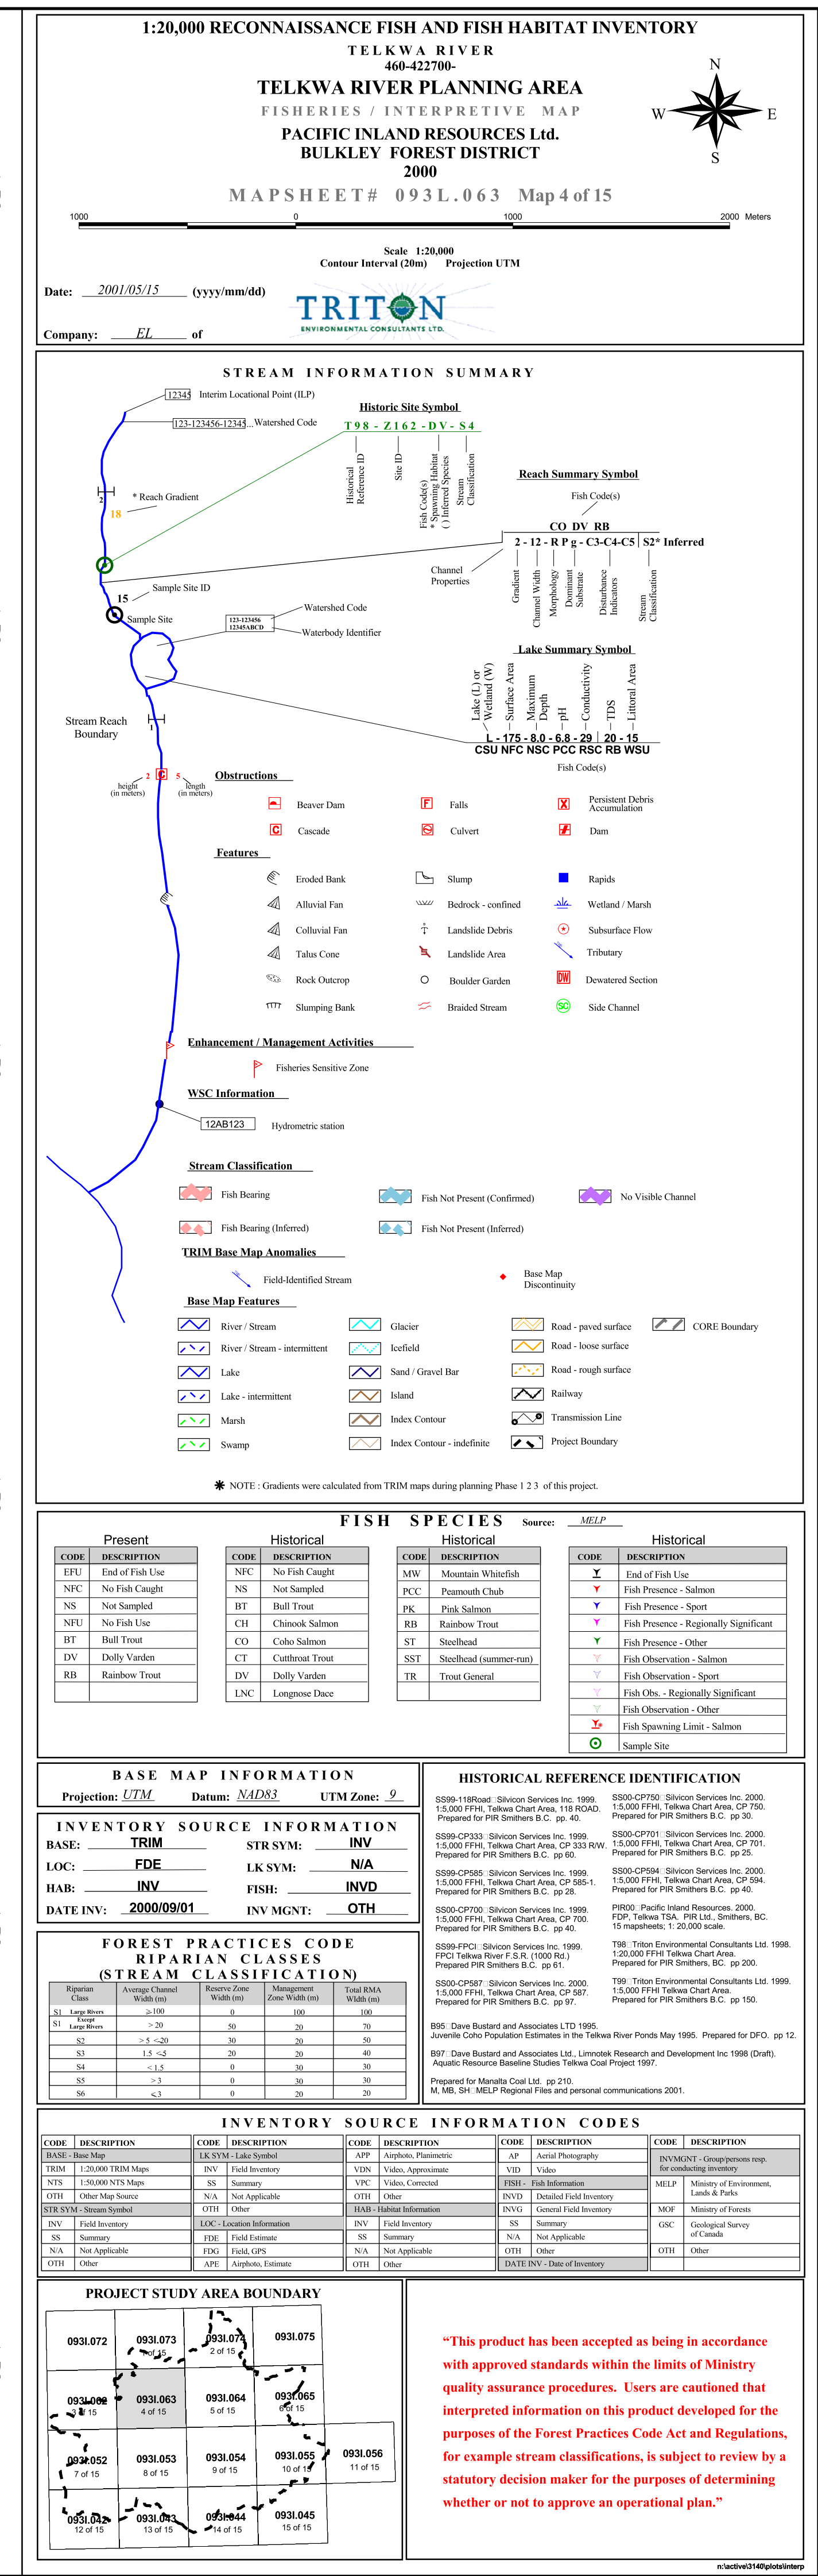 1:20,000 RECONNAISSANCE FISH AND FISH HABITAT INVENTORY
TELKWA RIVER
460-422700-
TELKWA RIVER PLANNING AREA
FISHERIES / INTERPRETIVE MAP
PACIFIC INLAND RESOURCES Ltd.
BULKLEY FOREST DISTRICT
2000
MAPSHEET# 093L.063 Map 4 of 15
N
W E
S
1000 0 1000 2000 Meters
Scale 1:20,000
Contour Interval (20m) Projection UTM
Date: 2001/05/15 (yyyy/mm/dd)
TRITON
ENVIRONMENTAL CONSULTANTS LTD.
Company: EL of
STREAM INFORMATION SUMMARY
12345 Interim Locational Point (ILP)
123-123456-12345... Watershed Code
2
* Reach Gradient
18
Historic Site Symbol
T98 - Z162 - DV - S4
Historical Reference ID
Site ID
Fish Code(s)
* Spawning Habitat
( ) Inferred Species
Stream Classification
Reach Summary Symbol
Fish Code(s)
CO DV RB
2 - 12 - R P g - C3-C4-C5 | S2* Inferred
Channel Properties
Gradient
Channel Width
Morphology
Dominant Substrate
Disturbance Indicators
Stream Classification
Sample Site ID
15
Sample Site
123-123456
12345ABCD
Watershed Code
Waterbody Identifier
Lake Summary Symbol
Lake (L) or Wetland (W)
Surface Area
Maximum Depth
pH
Conductivity
TDS
Littoral Area
L - 175 - 8.0 - 6.8 - 29 | 20 - 15
CSU NFC NSC PCC RSC RB WSU
Fish Code(s)
Stream Reach Boundary
1
2 C 5
height (in meters)
length (in meters)
Obstructions
Beaver Dam
F Falls
X Persistent Debris Accumulation
C Cascade
Culvert
Dam
Features
Eroded Bank
Slump
Rapids
Alluvial Fan
Bedrock - confined
Wetland / Marsh
Colluvial Fan
Landslide Debris
Subsurface Flow
Talus Cone
Landslide Area
Tributary
Rock Outcrop
Boulder Garden
DW Dewatered Section
Slumping Bank
Braided Stream
SC Side Channel
Enhancement / Management Activities
Fisheries Sensitive Zone
WSC Information
12AB123 Hydrometric station
Stream Classification
Fish Bearing
Fish Not Present (Confirmed)
No Visible Channel
Fish Bearing (Inferred)
Fish Not Present (Inferred)
TRIM Base Map Anomalies
Field-Identified Stream
Base Map Discontinuity
Base Map Features
River / Stream
Glacier
Road - paved surface
CORE Boundary
River / Stream - intermittent
Icefield
Road - loose surface
Lake
Sand / Gravel Bar
Road - rough surface
Lake - intermittent
Island
Railway
Marsh
Index Contour
Transmission Line
Swamp
Index Contour - indefinite
Project Boundary
NOTE : Gradients were calculated from TRIM maps during planning Phase 1 2 3 of this project.
FISH SPECIES Source: MELP
Present
CODE DESCRIPTION
EFU End of Fish Use
NFC No Fish Caught
NS Not Sampled
NFU No Fish Use
BT Bull Trout
DV Dolly Varden
RB Rainbow Trout
Historical
CODE DESCRIPTION
NFC No Fish Caught
NS Not Sampled
BT Bull Trout
CH Chinook Salmon
CO Coho Salmon
CT Cutthroat Trout
DV Dolly Varden
LNC Longnose Dace
Historical
CODE DESCRIPTION
MW Mountain Whitefish
PCC Peamouth Chub
PK Pink Salmon
RB Rainbow Trout
ST Steelhead
SST Steelhead (summer-run)
TR Trout General
Historical
CODE DESCRIPTION
End of Fish Use
Fish Presence - Salmon
Fish Presence - Sport
Fish Presence - Regionally Significant
Fish Presence - Other
Fish Observation - Salmon
Fish Observation - Sport
Fish Obs. - Regionally Significant
Fish Observation - Other
Fish Spawning Limit - Salmon
Sample Site
BASE MAP INFORMATION
Projection: UTM Datum: NAD83 UTM Zone: 9
INVENTORY SOURCE INFORMATION
BASE: TRIM STR SYM: INV
LOC: FDE LK SYM: N/A
HAB: INV FISH: INVD
DATE INV: 2000/09/01 INV MGNT: OTH
FOREST PRACTICES CODE
RIPARIAN CLASSES
(STREAM CLASSIFICATION)
Riparian Class Average Channel Width (m) Reserve Zone Width (m) Management Zone Width (m) Total RMA WIdth (m)
S1 Large Rivers ≥100 0 100 100
S1 Except Large Rivers > 20 50 20 70
S2 > 5 ≤20 30 20 50
S3 1.5 ≤5 20 20 40
S4 < 1.5 0 30 30
S5 > 3 0 30 30
S6 ≤ 3 0 20 20
HISTORICAL REFERENCE IDENTIFICATION
SS99-118Road Silvicon Services Inc. 1999.
1:5,000 FFHI, Telkwa Chart Area, 118 ROAD.
Prepared for PIR Smithers B.C. pp. 40.
SS99-CP333 Silvicon Services Inc. 1999.
1:5,000 FFHI, Telkwa Chart Area, CP 333 R/W.
Prepared for PIR Smithers B.C. pp 60.
SS99-CP585 Silvicon Services Inc. 1999.
1:5,000 FFHI, Telkwa Chart Area, CP 585-1.
Prepared for PIR Smithers B.C. pp 28.
SS00-CP700 Silvicon Services Inc. 1999.
1:5,000 FFHI, Telkwa Chart Area, CP 700.
Prepared for PIR Smithers B.C. pp 40.
SS99-FPCI Silvicon Services Inc. 1999.
FPCI Telkwa River F.S.R. (1000 Rd.)
Prepared PIR Smithers B.C. pp 61.
SS00-CP587 Silvicon Services Inc. 2000.
1:5,000 FFHI, Telkwa Chart Area, CP 587.
Prepared for PIR Smithers B.C. pp 97.
SS00-CP750 Silvicon Services Inc. 2000.
1:5,000 FFHI, Telkwa Chart Area, CP 750.
Prepared for PIR Smithers B.C. pp 30.
SS00-CP701 Silvicon Services Inc. 2000.
1:5,000 FFHI, Telkwa Chart Area, CP 701.
Prepared for PIR Smithers B.C. pp 25.
SS00-CP594 Silvicon Services Inc. 2000.
1:5,000 FFHI, Telkwa Chart Area, CP 594.
Prepared for PIR Smithers B.C. pp 40.
PIR00 Pacific Inland Resources. 2000.
FDP, Telkwa TSA. PIR Ltd., Smithers, BC.
15 mapsheets; 1: 20,000 scale.
T98 Triton Environmental Consultants Ltd. 1998.
1:20,000 FFHI Telkwa Chart Area.
Prepared for PIR Smithers, BC. pp 200.
T99 Triton Environmental Consultants Ltd. 1999.
1:5,000 FFHI Telkwa Chart Area.
Prepared for PIR Smithers B.C. pp 150.
B95 Dave Bustard and Associates LTD 1995.
Juvenile Coho Population Estimates in the Telkwa River Ponds May 1995. Prepared for DFO. pp 12.
B97 Dave Bustard and Associates Ltd., Limnotek Research and Development Inc 1998 (Draft).
Aquatic Resource Baseline Studies Telkwa Coal Project 1997.
Prepared for Manalta Coal Ltd. pp 210.
M, MB, SH MELP Regional Files and personal communications 2001.
INVENTORY SOURCE INFORMATION CODES
CODE DESCRIPTION
BASE - Base Map
TRIM 1:20,000 TRIM Maps
NTS 1:50,000 NTS Maps
OTH Other Map Source
STR SYM - Stream Symbol
INV Field Inventory
SS Summary
N/A Not Applicable
OTH Other
CODE DESCRIPTION
LK SYM - Lake Symbol
INV Field Inventory
SS Summary
N/A Not Applicable
OTH Other
LOC - Location Information
FDE Field Estimate
FDG Field, GPS
APE Airphoto, Estimate
CODE DESCRIPTION
APP Airphoto, Planimetric
VDN Video, Approximate
VPC Video, Corrected
OTH Other
HAB - Habitat Information
INV Field Inventory
SS Summary
N/A Not Applicable
OTH Other
CODE DESCRIPTION
AP Aerial Photography
VID Video
FISH - Fish Information
INVD Detailed Field Inventory
INVG General Field Inventory
SS Summary
N/A Not Applicable
OTH Other
DATE INV - Date of Inventory
CODE DESCRIPTION
INVMGNT - Group/persons resp. for conducting inventory
MELP Ministry of Environment, Lands & Parks
MOF Ministry of Forests
GSC Geological Survey of Canada
OTH Other
PROJECT STUDY AREA BOUNDARY
093l.072
093l.073
1 of 15
093l.074
2 of 15
093l.075
093l.062
3 of 15
093l.063
4 of 15
093l.064
5 of 15
093l.065
6 of 15
093l.052
7 of 15
093l.053
8 of 15
093l.054
9 of 15
093l.055
10 of 15
093l.056
11 of 15
093l.042
12 of 15
093l.043
13 of 15
093l.044
14 of 15
093l.045
15 of 15
“This product has been accepted as being in accordance
with approved standards within the limits of Ministry
quality assurance procedures. Users are cautioned that
interpreted information on this product developed for the
purposes of the Forest Practices Code Act and Regulations,
for example stream classifications, is subject to review by a
statutory decision maker for the purposes of determining
whether or not to approve an operational plan.”
n:\active\3140\plots\interp